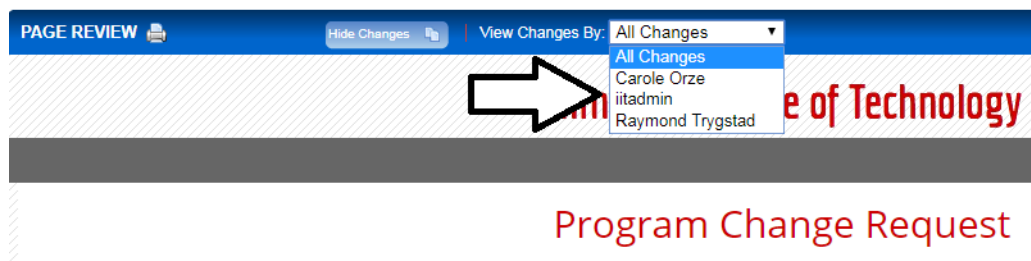 PAGE REVIEW Hide Changes View Changes By: All Changes
All Changes
Carole Orze
iitadmin
Raymond Trygstad
e of Technology
Program Change Request